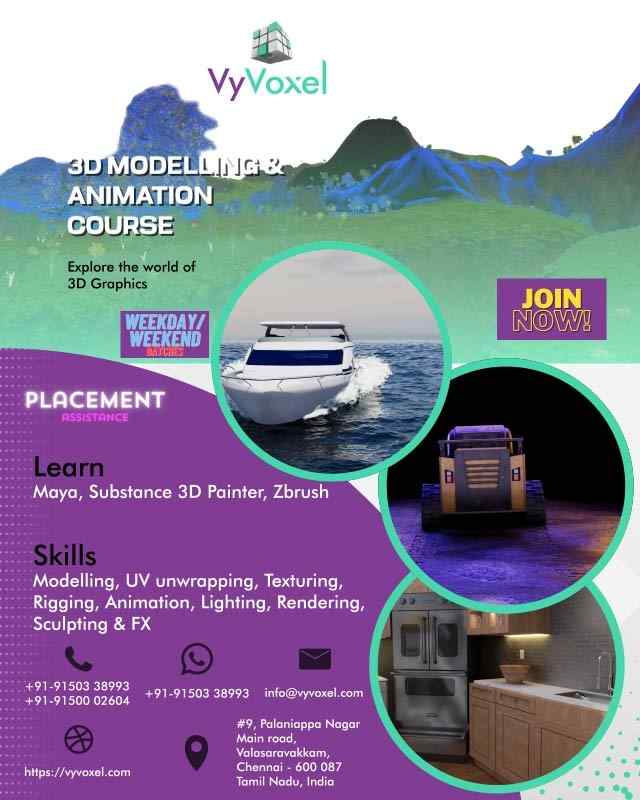 VyVoxel
3D MODELLING &
ANIMATION
COURSE
Explore the world of
3D Graphics
JOIN
NOW!
WEEKDAY/
WEEKEND
BATCHES
PLACEMENT
ASSISTANCE
Learn
Maya, Substance 3D Painter, Zbrush
Skills
Modelling, UV unwrapping, Texturing,
Rigging, Animation, Lighting, Rendering,
Sculpting & FX
+91-91503 38993
+91-91500 02604
+91-91503 38993
info@vyvoxel.com
https://vyvoxel.com
#9, Palaniappa Nagar
Main road,
Valasaravakkam,
Chennai - 600 087
Tamil Nadu, India